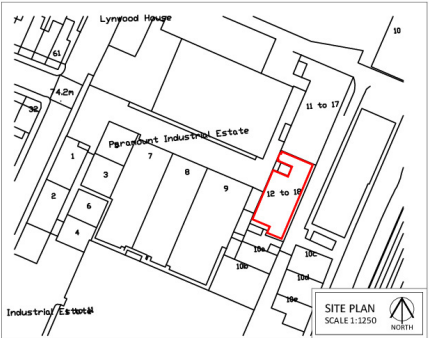 Lynwood House
10
61
74.2m
32
11 to 17
Paramount Industrial Estate
1
3
7
8
9
12 to 18
2
6
4
10a
10b
10c
10d
10e
Industrial Estate
SITE PLAN
SCALE 1:1250
NORTH